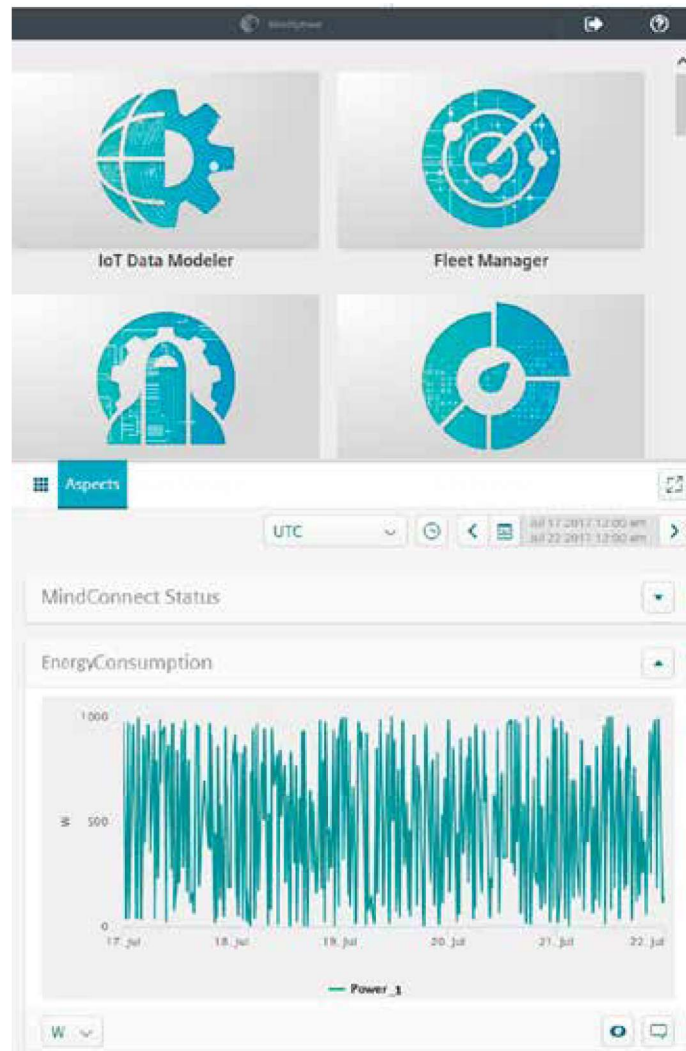 MindSphere
IoT Data Modeler
Fleet Manager
Aspects
UTC
Jul 17 2017 12:00 am
Jul 22 2017 12:00 am
MindConnect Status
EnergyConsumption
1000
W
500
0
17. Jul
18. Jul
19. Jul
20. Jul
21. Jul
22. Jul
Power_1
W